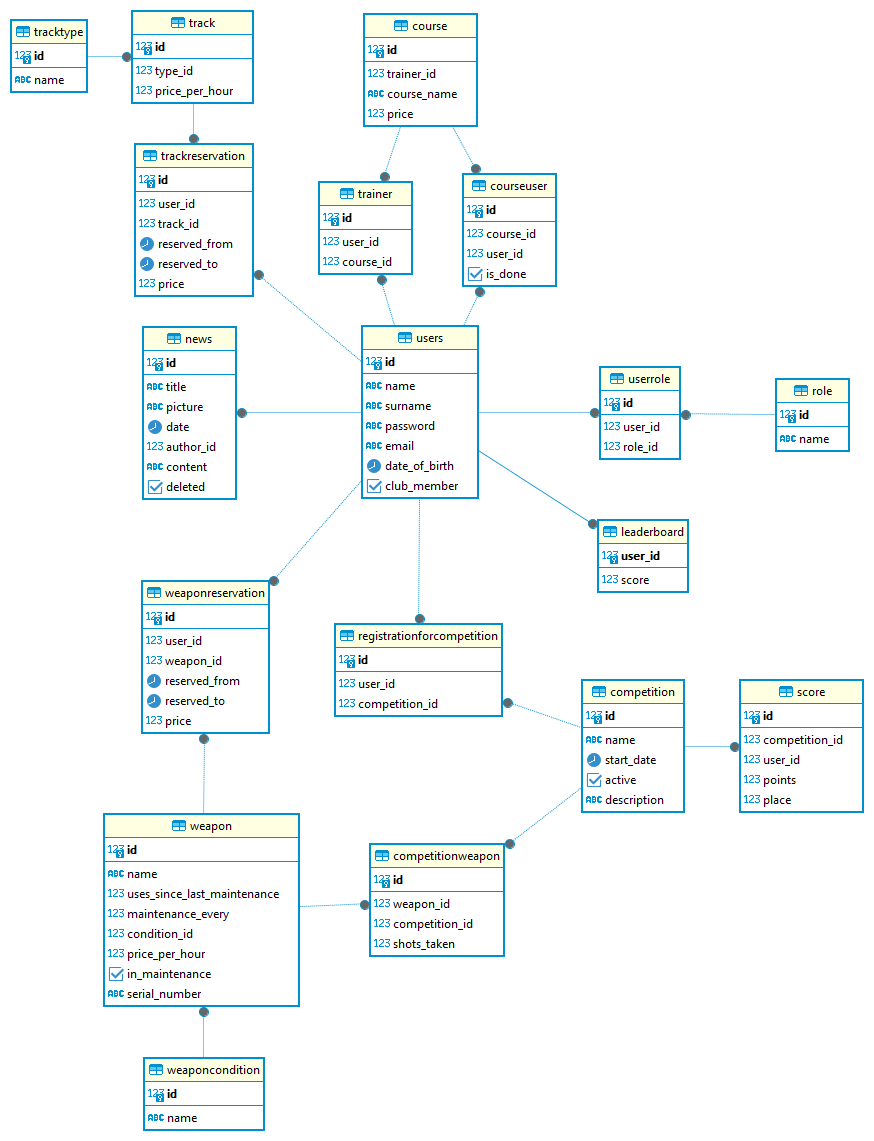 tracktype
123 id
ABC name
track
123 id
123 type_id
123 price_per_hour
course
123 id
123 trainer_id
ABC course_name
123 price
trackreservation
123 id
123 user_id
123 track_id
reserved_from
reserved_to
123 price
trainer
123 id
123 user_id
123 course_id
courseuser
123 id
123 course_id
123 user_id
is_done
news
123 id
ABC title
ABC picture
date
123 author_id
ABC content
deleted
users
123 id
ABC name
ABC surname
ABC password
ABC email
date_of_birth
club_member
userrole
123 id
123 user_id
123 role_id
role
123 id
ABC name
leaderboard
123 user_id
123 score
weaponreservation
123 id
123 user_id
123 weapon_id
reserved_from
reserved_to
123 price
registrationforcompetition
123 id
123 user_id
123 competition_id
competition
123 id
ABC name
start_date
active
ABC description
score
123 id
123 competition_id
123 user_id
123 points
123 place
weapon
123 id
ABC name
123 uses_since_last_maintenance
123 maintenance_every
123 condition_id
123 price_per_hour
in_maintenance
ABC serial_number
competitionweapon
123 id
123 weapon_id
123 competition_id
123 shots_taken
weaponcondition
123 id
ABC name